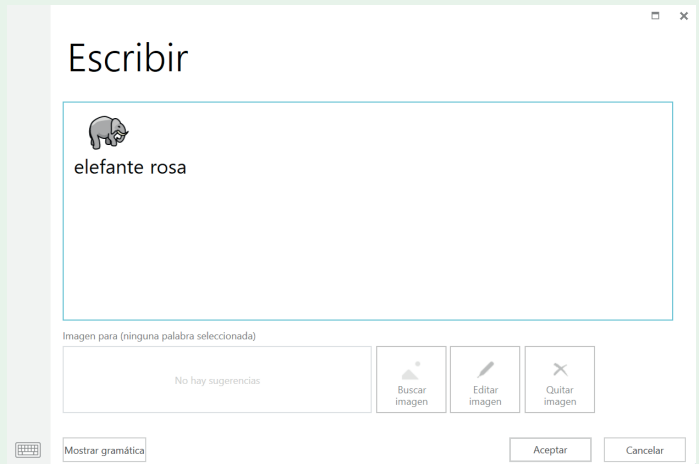 Escribir
elefante rosa
Imagen para (ninguna palabra seleccionada)
No hay sugerencias
Buscar
imagen
Editar
imagen
Quitar
imagen
Mostrar gramática
Aceptar
Cancelar